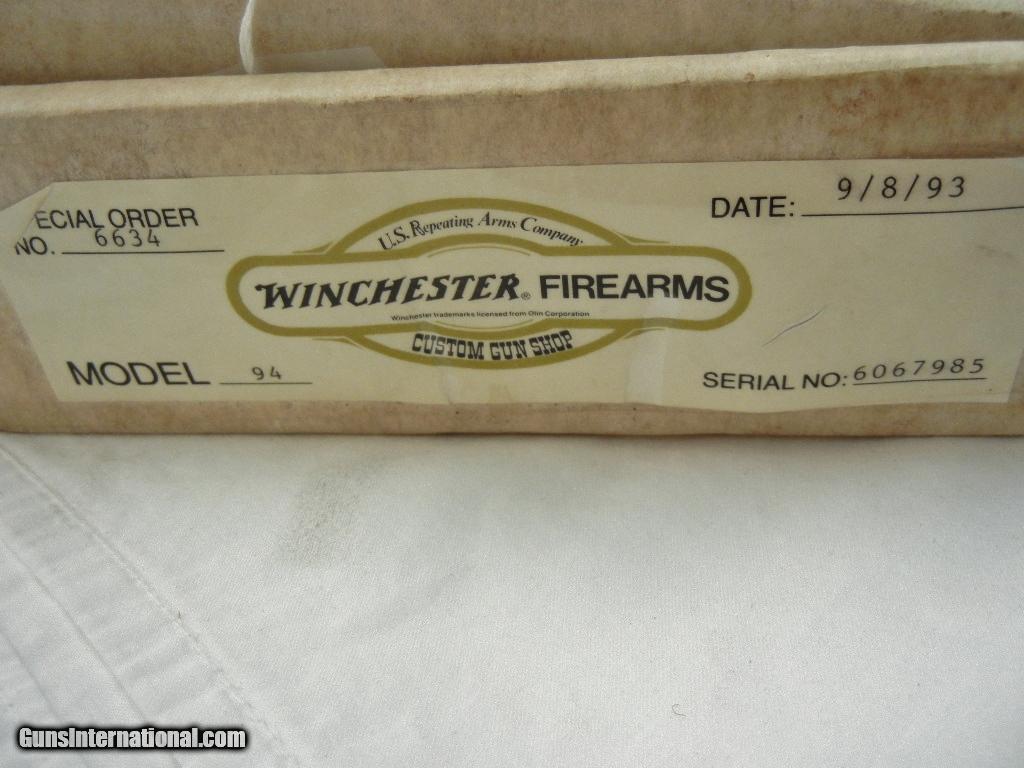 ECIAL ORDER
NO. 6634
DATE: 9/8/93
U.S. Repeating Arms Company
WINCHESTER® FIREARMS
Winchester trademarks licensed from Olin Corporation
CUSTOM GUN SHOP
MODEL 94
SERIAL NO: 6067985
GunsInternational.com